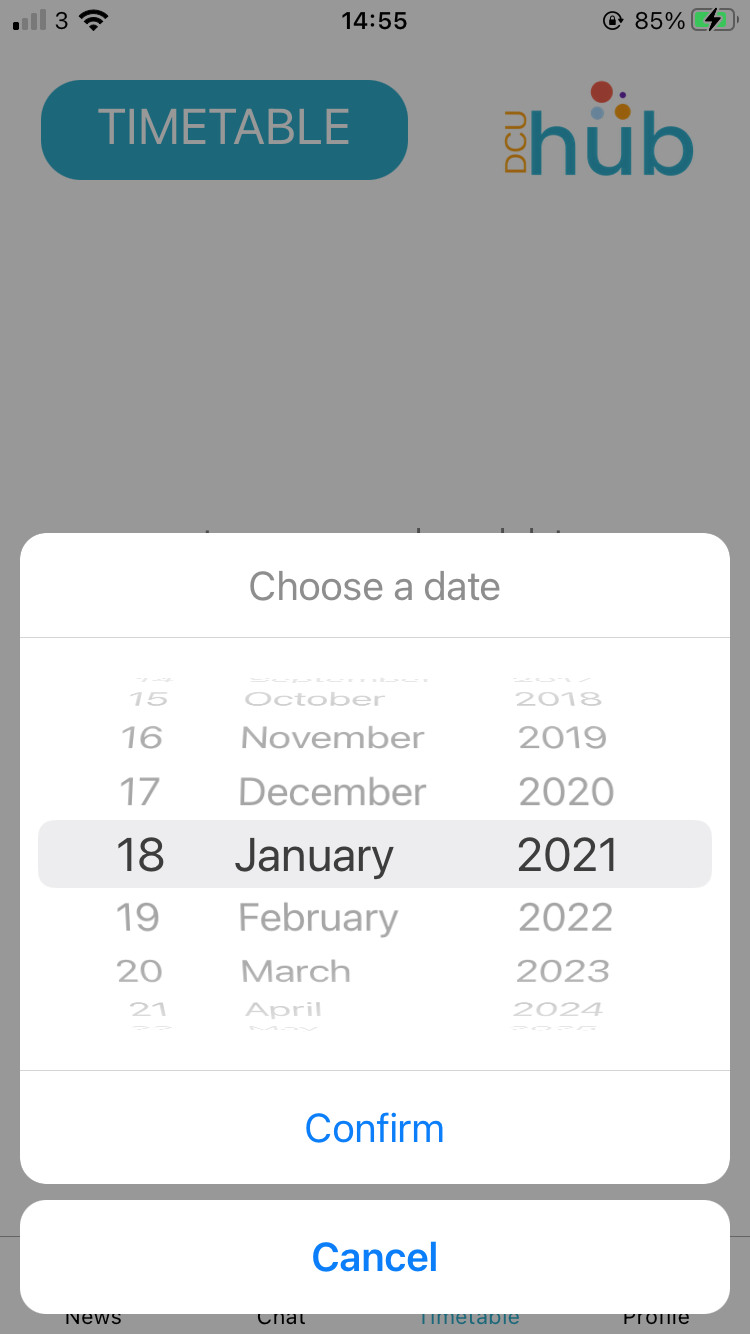 3 14:55 85%
TIMETABLE
DCU hub
Choose a date
15 October 2018
16 November 2019
17 December 2020
18 January 2021
19 February 2022
20 March 2023
21 April 2024
Confirm
Cancel
News Chat Timetable Profile